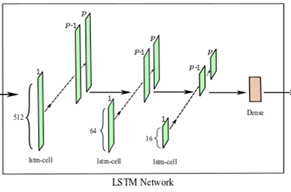 p
p-1
1
512
lstm-cell
p
p-1
1
64
lstm-cell
p
p-1
1
16
lstm-cell
Dense
LSTM Network